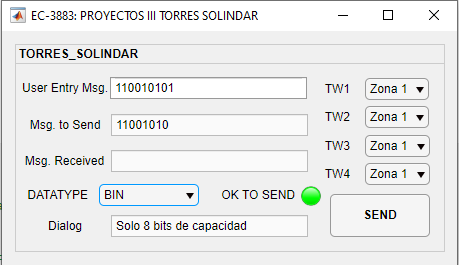 EC-3883: PROYECTOS III TORRES SOLINDAR
TORRES_SOLINDAR
User Entry Msg. 110010101
Msg. to Send 11001010
Msg. Received
DATATYPE BIN OK TO SEND
Dialog Solo 8 bits de capacidad
TW1 Zona 1
TW2 Zona 1
TW3 Zona 1
TW4 Zona 1
SEND